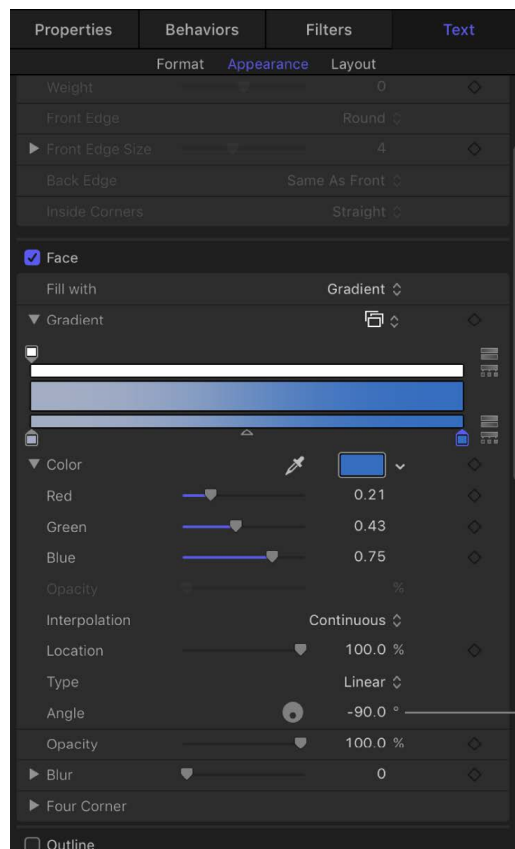 Properties Behaviors Filters Text
Format Appearance Layout
Weight 0
Front Edge Round
Front Edge Size 4
Back Edge Same As Front
Inside Corners Straight
Face
Fill with Gradient
Gradient
Color
Red 0.21
Green 0.43
Blue 0.75
Opacity %
Interpolation Continuous
Location 100.0 %
Type Linear
Angle -90.0 °
Opacity 100.0 %
Blur 0
Four Corner
Outline